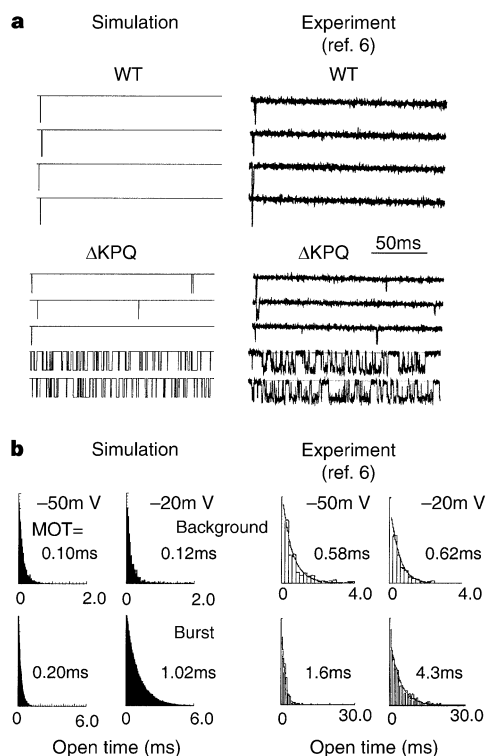 a
Simulation Experiment
(ref. 6)
WT WT
ΔKPQ ΔKPQ 50ms
b
Simulation Experiment
(ref. 6)
–50m V –20m V –50m V –20m V
MOT= Background
0.10ms 0.12ms 0.58ms 0.62ms
0 2.0 0 2.0 0 4.0 0 4.0
Burst
0.20ms 1.02ms 1.6ms 4.3ms
0 6.0 0 6.0 0 30.0 0 30.0
Open time (ms) Open time (ms)